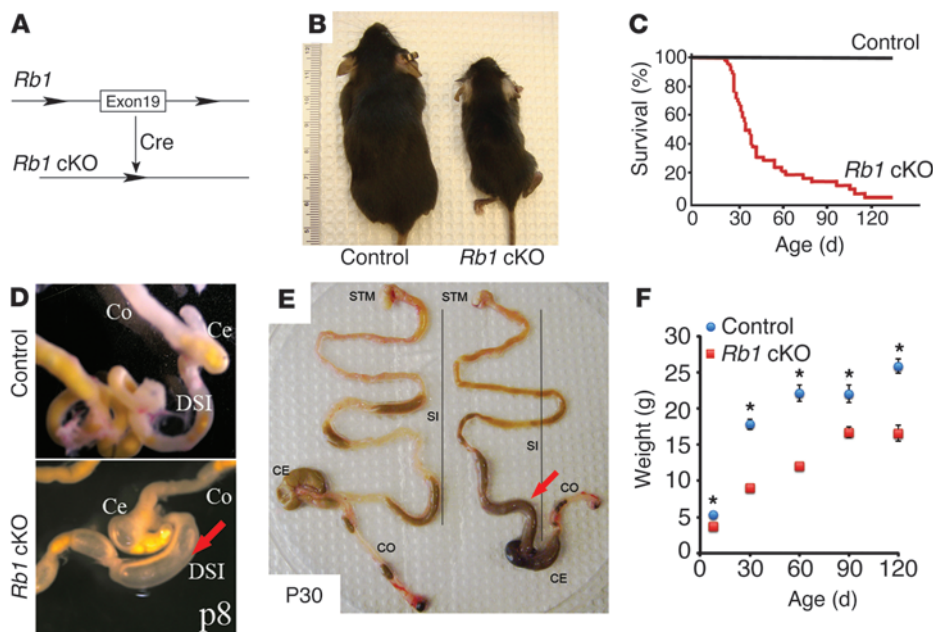 A
Rb1
Exon19
Cre
Rb1 cKO
B
Control
Rb1 cKO
C
Control
Survival (%)
100
80
60
40
20
0
Rb1 cKO
30
60
90
120
Age (d)
D
Control
Co
Ce
DSI
Rb1 cKO
Ce
Co
DSI
p8
E
STM
STM
SI
SI
CE
CO
CO
CE
P30
F
Control
Rb1 cKO
Weight (g)
30
25
20
15
10
5
0
*
*
*
*
*
0
30
60
90
120
Age (d)